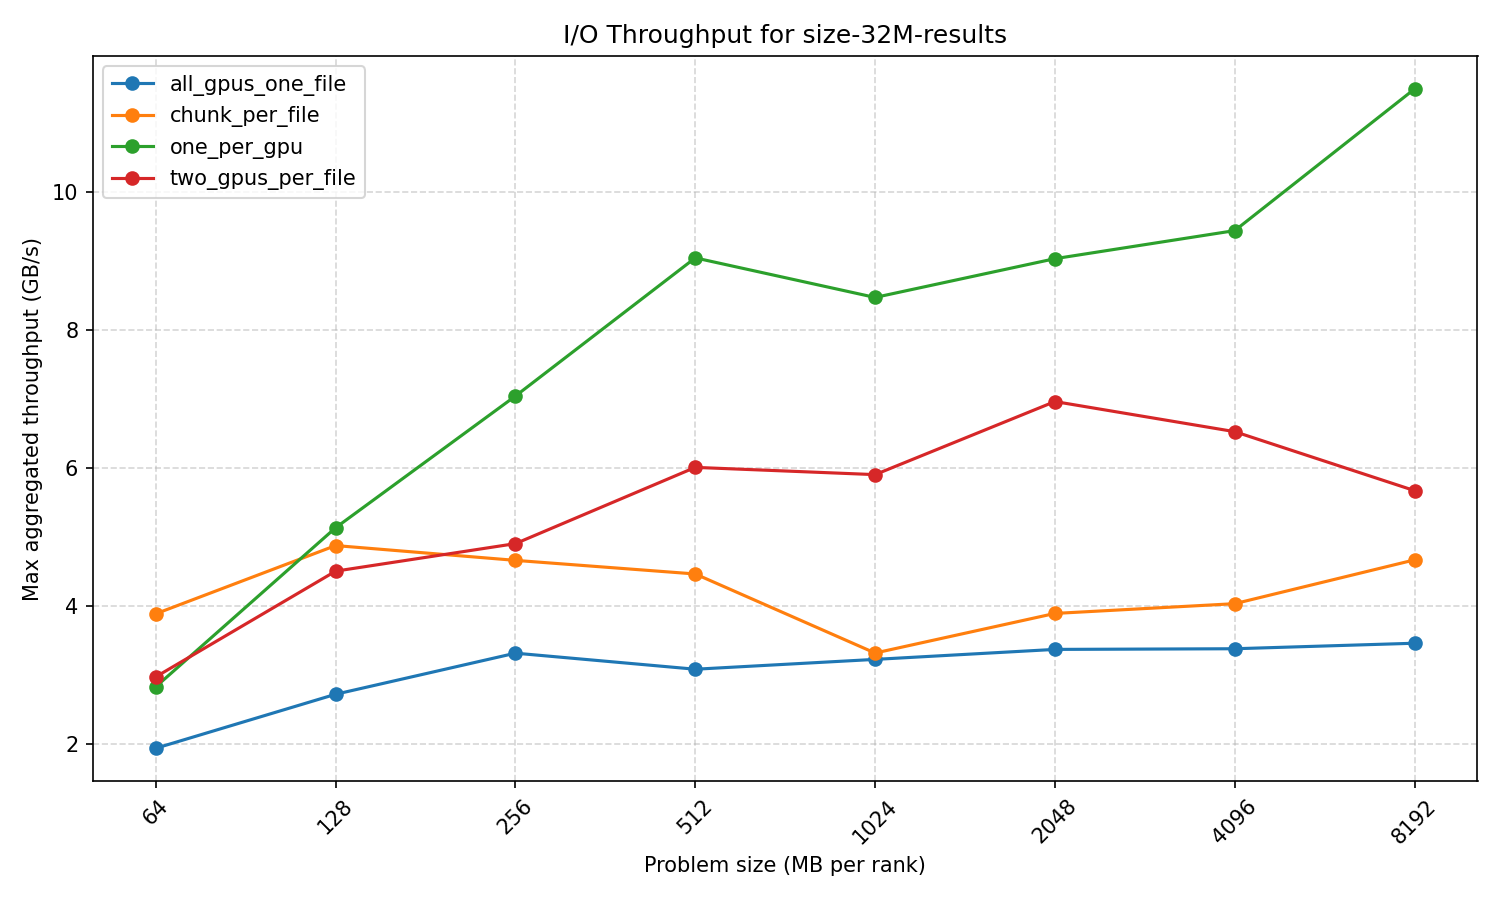 I/O Throughput for size-32M-results
all_gpus_one_file
chunk_per_file
one_per_gpu
two_gpus_per_file
Max aggregated throughput (GB/s)
10
8
6
4
2
64
128
256
512
1024
2048
4096
8192
Problem size (MB per rank)